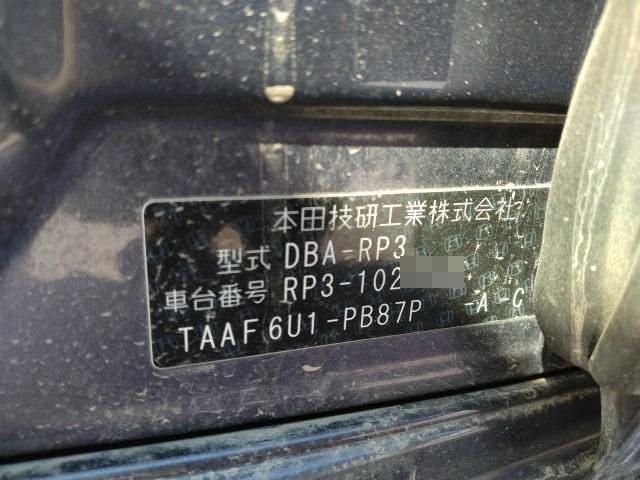 本田技研工業株式会社
型式 DBA-RP3
車台番号 RP3-102
TAAF6U1-PB87P -A-C